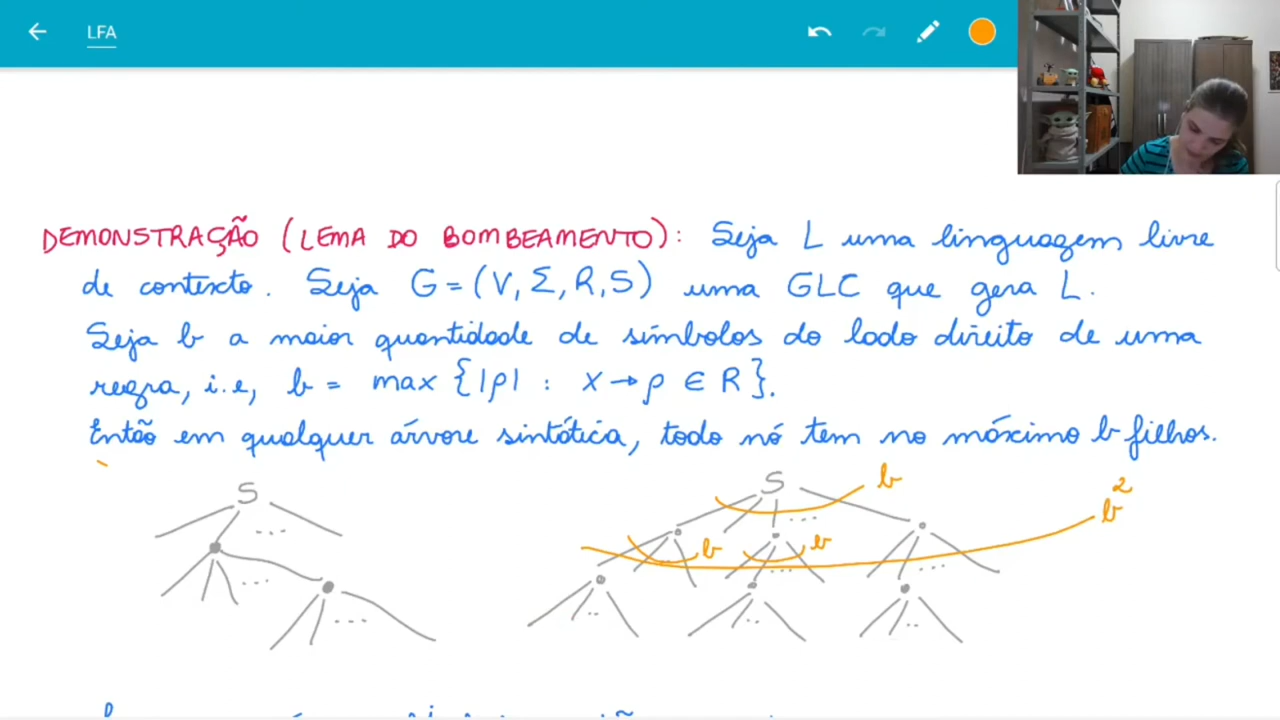 LFA
DEMONSTRAÇÃO (LEMA DO BOMBEAMENTO): Seja L uma linguagem livre
de contexto. Seja G = (V, Σ, R, S) uma GLC que gera L.
Seja b a maior quantidade de símbolos do lado direito de uma
regra, i.e, b = max {|ρ| : X → ρ ∈ R}.
Então em qualquer árvore sintática, todo nó tem no máximo b filhos.
S ... ... ...
S b b² ... b b ... ... .. .. ..